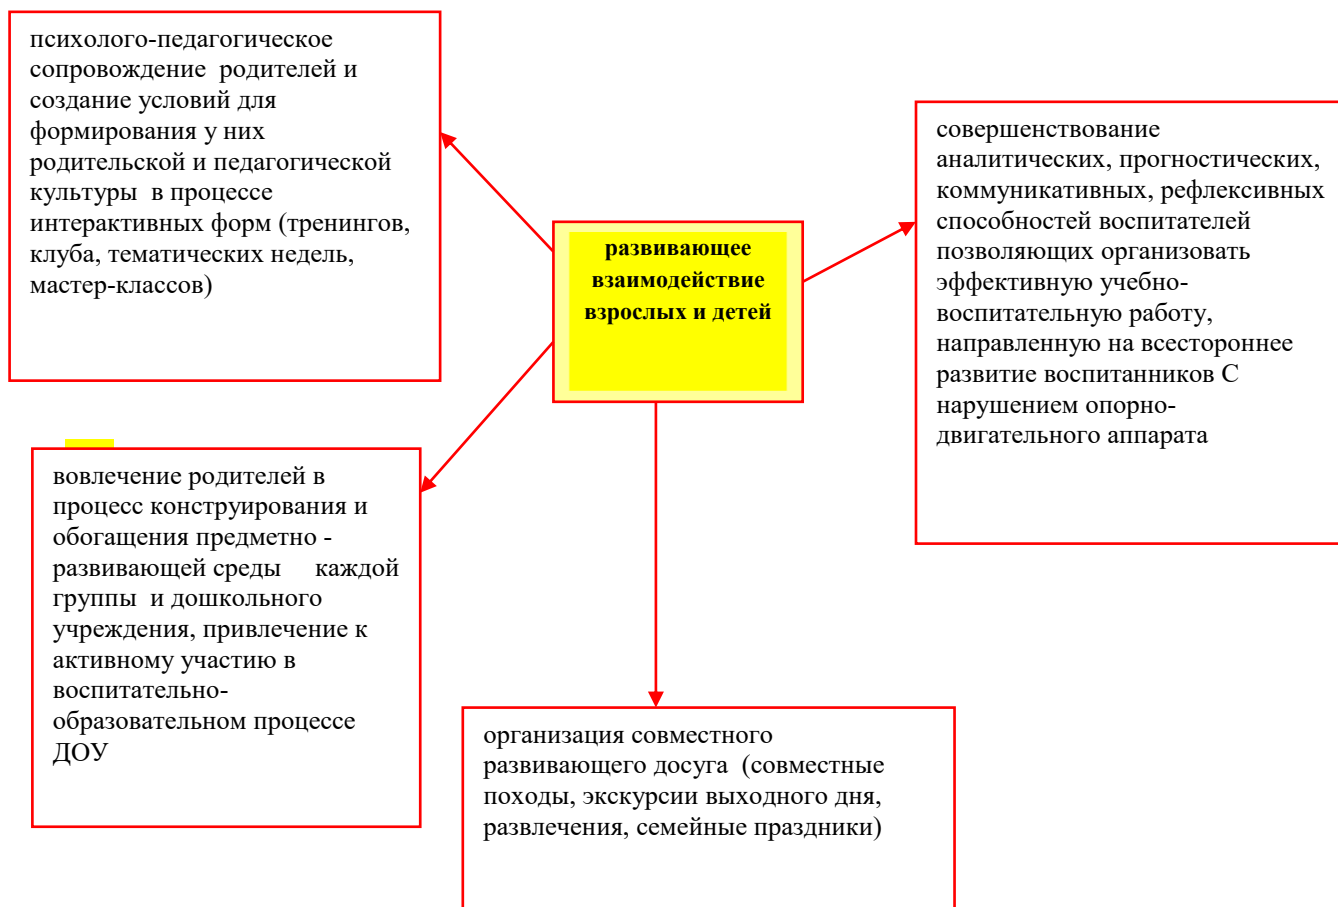 психолого-педагогическое
сопровождение родителей и
создание условий для
формирования у них
родительской и педагогической
культуры в процессе
интерактивных форм (тренингов,
клуба, тематических недель,
мастер-классов)
развивающее
взаимодействие
взрослых и детей
совершенствование
аналитических, прогностических,
коммуникативных, рефлексивных
способностей воспитателей
позволяющих организовать
эффективную учебно-
воспитательную работу,
направленную на всестороннее
развитие воспитанников С
нарушением опорно-
двигательного аппарата
вовлечение родителей в
процесс конструирования и
обогащения предметно -
развивающей среды каждой
группы и дошкольного
учреждения, привлечение к
активному участию в
воспитательно-
образовательном процессе
ДОУ
организация совместного
развивающего досуга (совместные
походы, экскурсии выходного дня,
развлечения, семейные праздники)